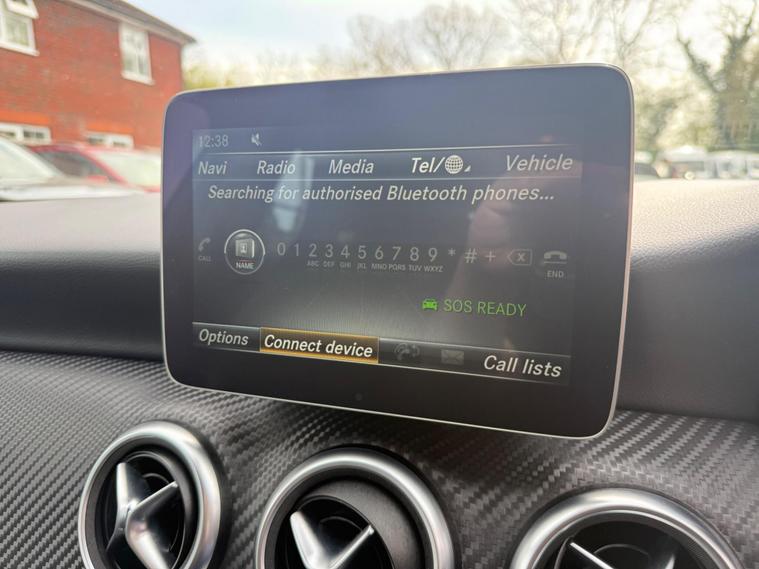 12:38
Navi Radio Media Tel/ Vehicle
Searching for authorised Bluetooth phones...
CALL NAME 0 1 2 3 4 5 6 7 8 9 * # + END
ABC DEF GHI JKL MNO PQRS TUV WXYZ
SOS READY
Options Connect device Call lists